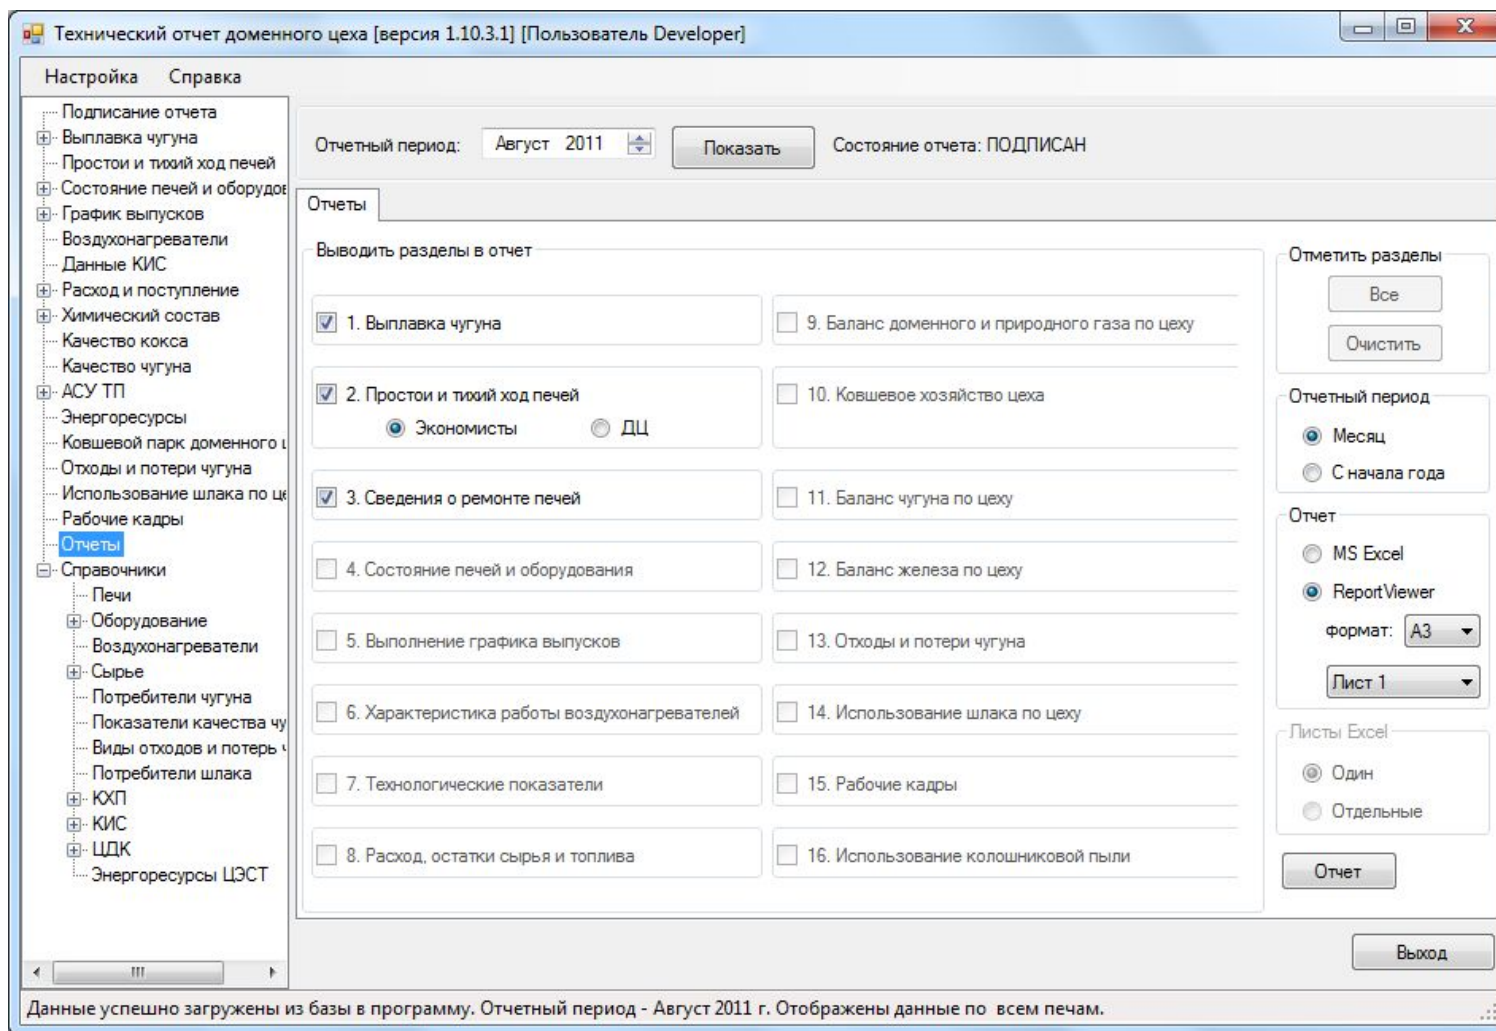 Технический отчет доменного цеха [версия 1.10.3.1] [Пользователь Developer]
Настройка Справка
Подписание отчета
Выплавка чугуна
Простои и тихий ход печей
Состояние печей и оборудов
График выпусков
Воздухонагреватели
Данные КИС
Расход и поступление
Химический состав
Качество кокса
Качество чугуна
АСУ ТП
Энергоресурсы
Ковшевой парк доменного ц
Отходы и потери чугуна
Использование шлака по це
Рабочие кадры
Отчеты
Справочники
Печи
Оборудование
Воздухонагреватели
Сырье
Потребители чугуна
Показатели качества чу
Виды отходов и потерь ч
Потребители шлака
КХП
КИС
ЦДК
Энергоресурсы ЦЭСТ
Отчетный период: Август 2011 Показать Состояние отчета: ПОДПИСАН
Отчеты
Выводить разделы в отчет
1. Выплавка чугуна
2. Простои и тихий ход печей
Экономисты ДЦ
3. Сведения о ремонте печей
4. Состояние печей и оборудования
5. Выполнение графика выпусков
6. Характеристика работы воздухонагревателей
7. Технологические показатели
8. Расход, остатки сырья и топлива
9. Баланс доменного и природного газа по цеху
10. Ковшевое хозяйство цеха
11. Баланс чугуна по цеху
12. Баланс железа по цеху
13. Отходы и потери чугуна
14. Использование шлака по цеху
15. Рабочие кадры
16. Использование колошниковой пыли
Отметить разделы
Все
Очистить
Отчетный период
Месяц
С начала года
Отчет
MS Excel
ReportViewer
формат: А3
Лист 1
Листы Excel
Один
Отдельные
Отчет
Выход
Данные успешно загружены из базы в программу. Отчетный период - Август 2011 г. Отображены данные по всем печам.